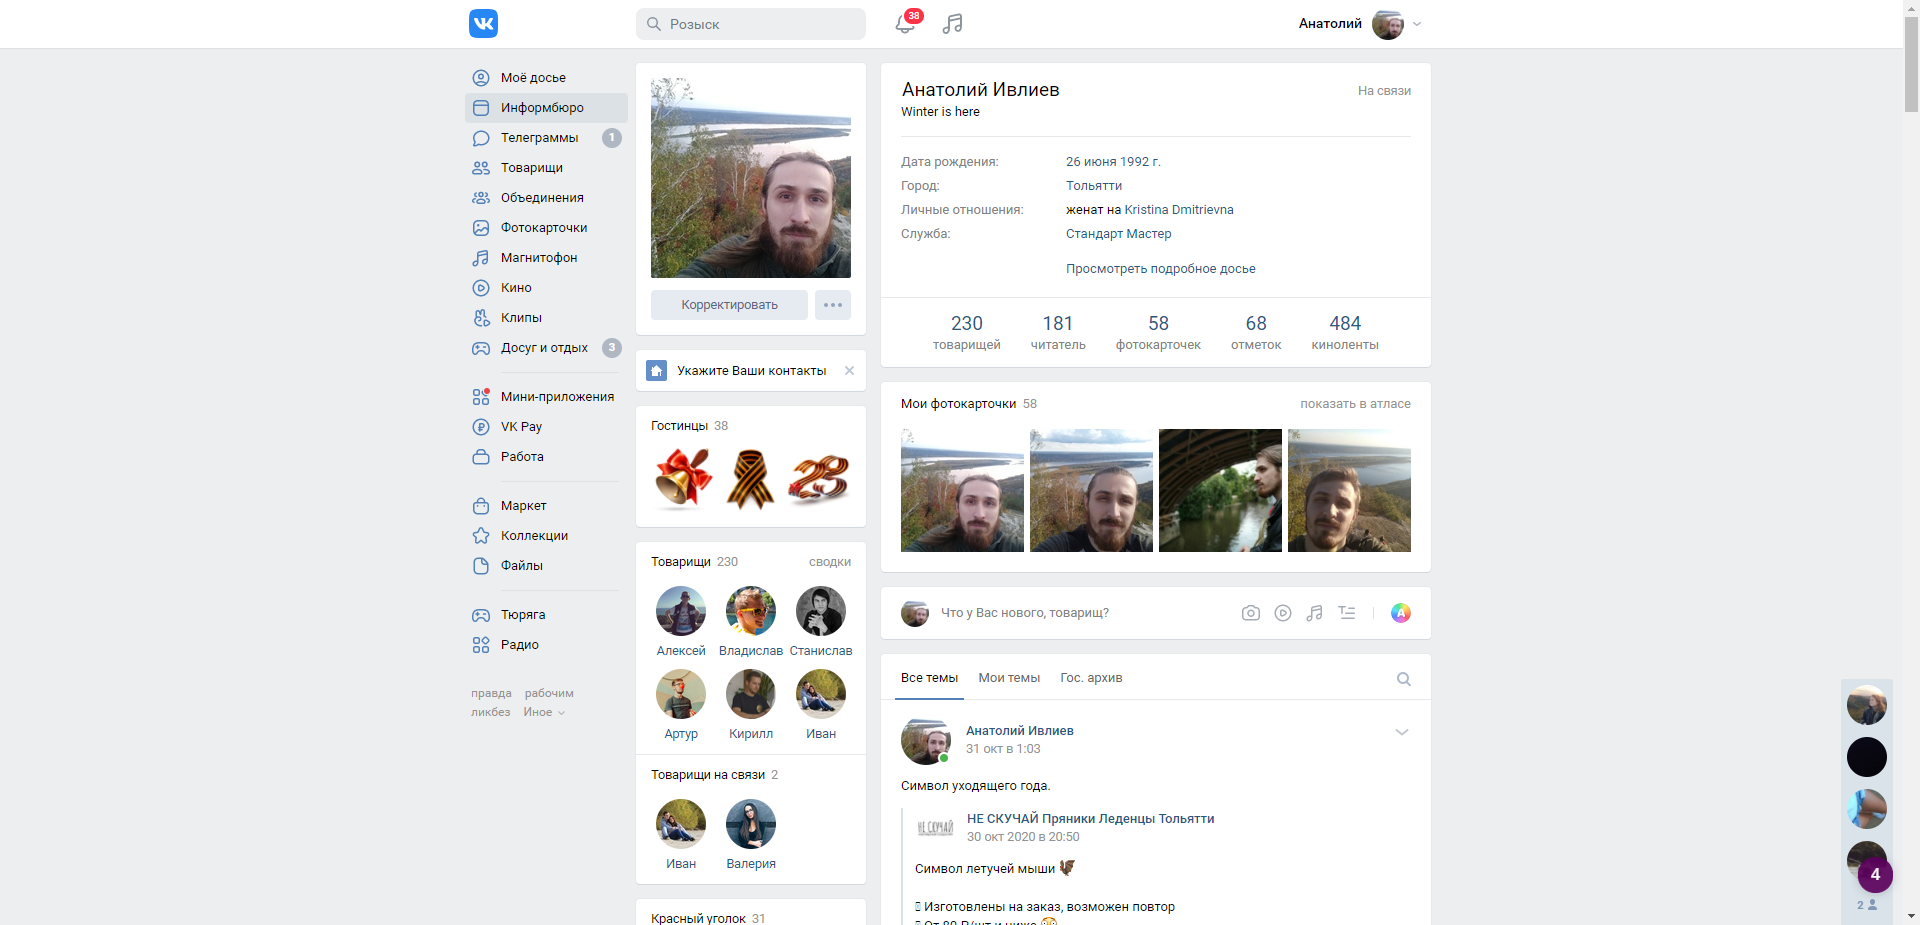 Розыск
38
Анатолий
Моё досье
Информбюро
Телеграммы 1
Товарищи
Объединения
Фотокарточки
Магнитофон
Кино
Клипы
Досуг и отдых 3
Мини-приложения
VK Pay
Работа
Маркет
Коллекции
Файлы
Тюряга
Радио
правда рабочим
ликбез Иное
Корректировать
Укажите Ваши контакты
Гостинцы 38
Товарищи 230 сводки
Алексей Владислав Станислав
Артур Кирилл Иван
Товарищи на связи 2
Иван Валерия
Красный уголок 31
Анатолий Ивлиев На связи
Winter is here
Дата рождения: 26 июня 1992 г.
Город: Тольятти
Личные отношения: женат на Kristina Dmitrievna
Служба: Стандарт Мастер
Просмотреть подробное досье
230 181 58 68 484
товарищей читатель фотокарточек отметок киноленты
Мои фотокарточки 58 показать в атласе
Что у Вас нового, товарищ?
Все темы Мои темы Гос. архив
Анатолий Ивлиев
31 окт в 1:03
Символ уходящего года.
НЕ СКУЧАЙ
НЕ СКУЧАЙ Пряники Леденцы Тольятти
30 окт 2020 в 20:50
Символ летучей мыши
Изготовлены на заказ, возможен повтор
4
2